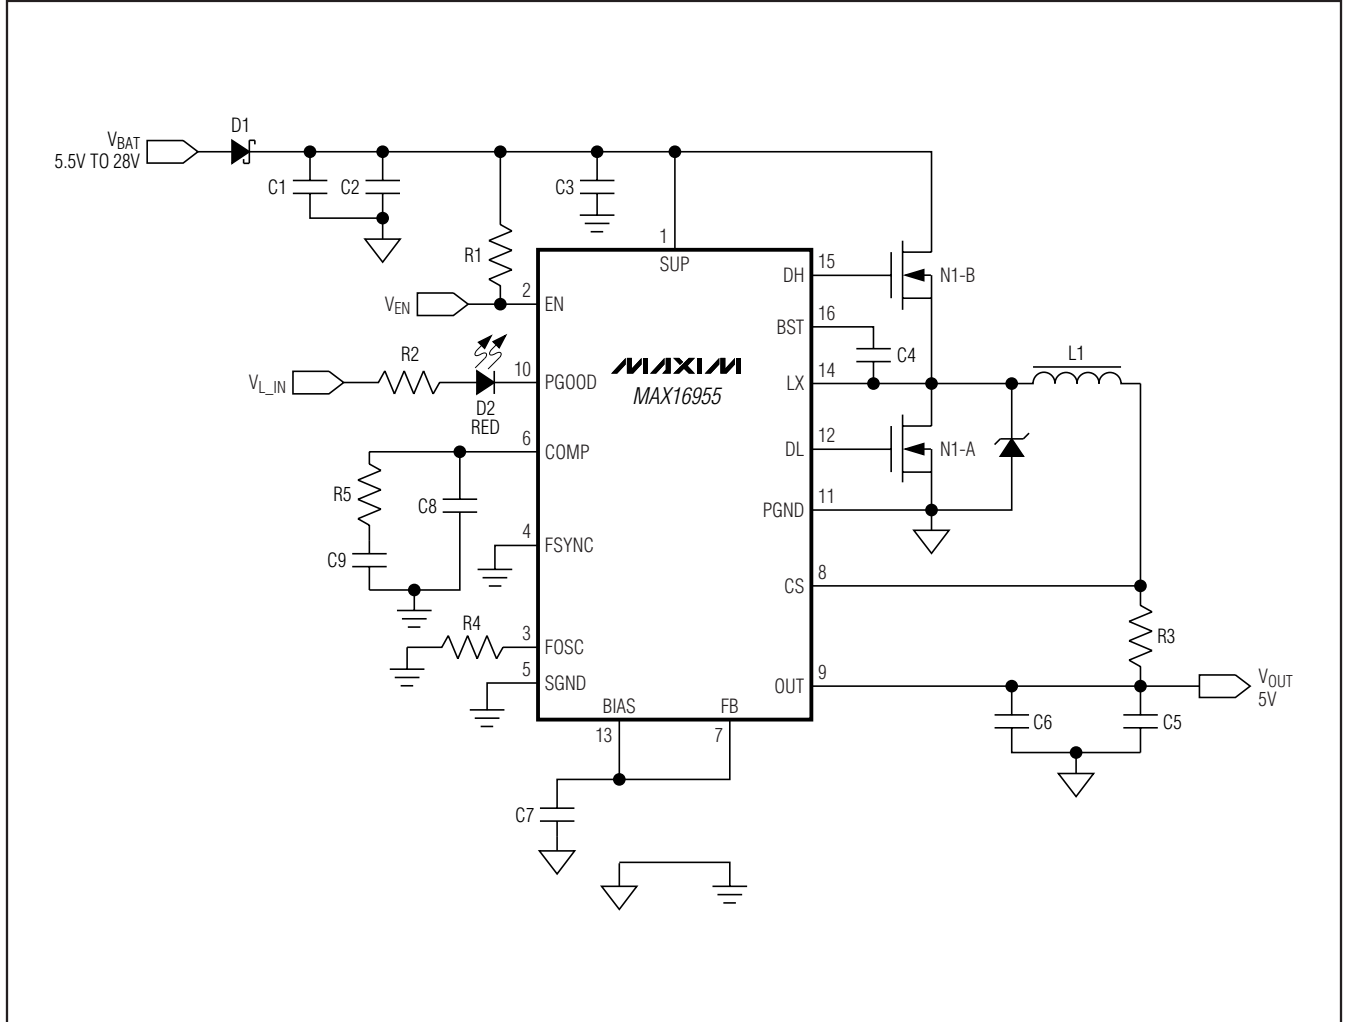 D1
VBAT
5.5V TO 28V
C1
C2
C3
R1
1
SUP
VEN
2
EN
DH
15
N1-B
BST
16
C4
R2
VL_IN
D2
RED
10
PGOOD
MAXIM
MAX16955
LX
14
L1
6
COMP
DL
12
N1-A
R5
C8
C9
PGND
11
4
FSYNC
CS
8
R4
3
FOSC
R3
5
SGND
OUT
9
VOUT
5V
BIAS
FB
13
7
C6
C5
C7